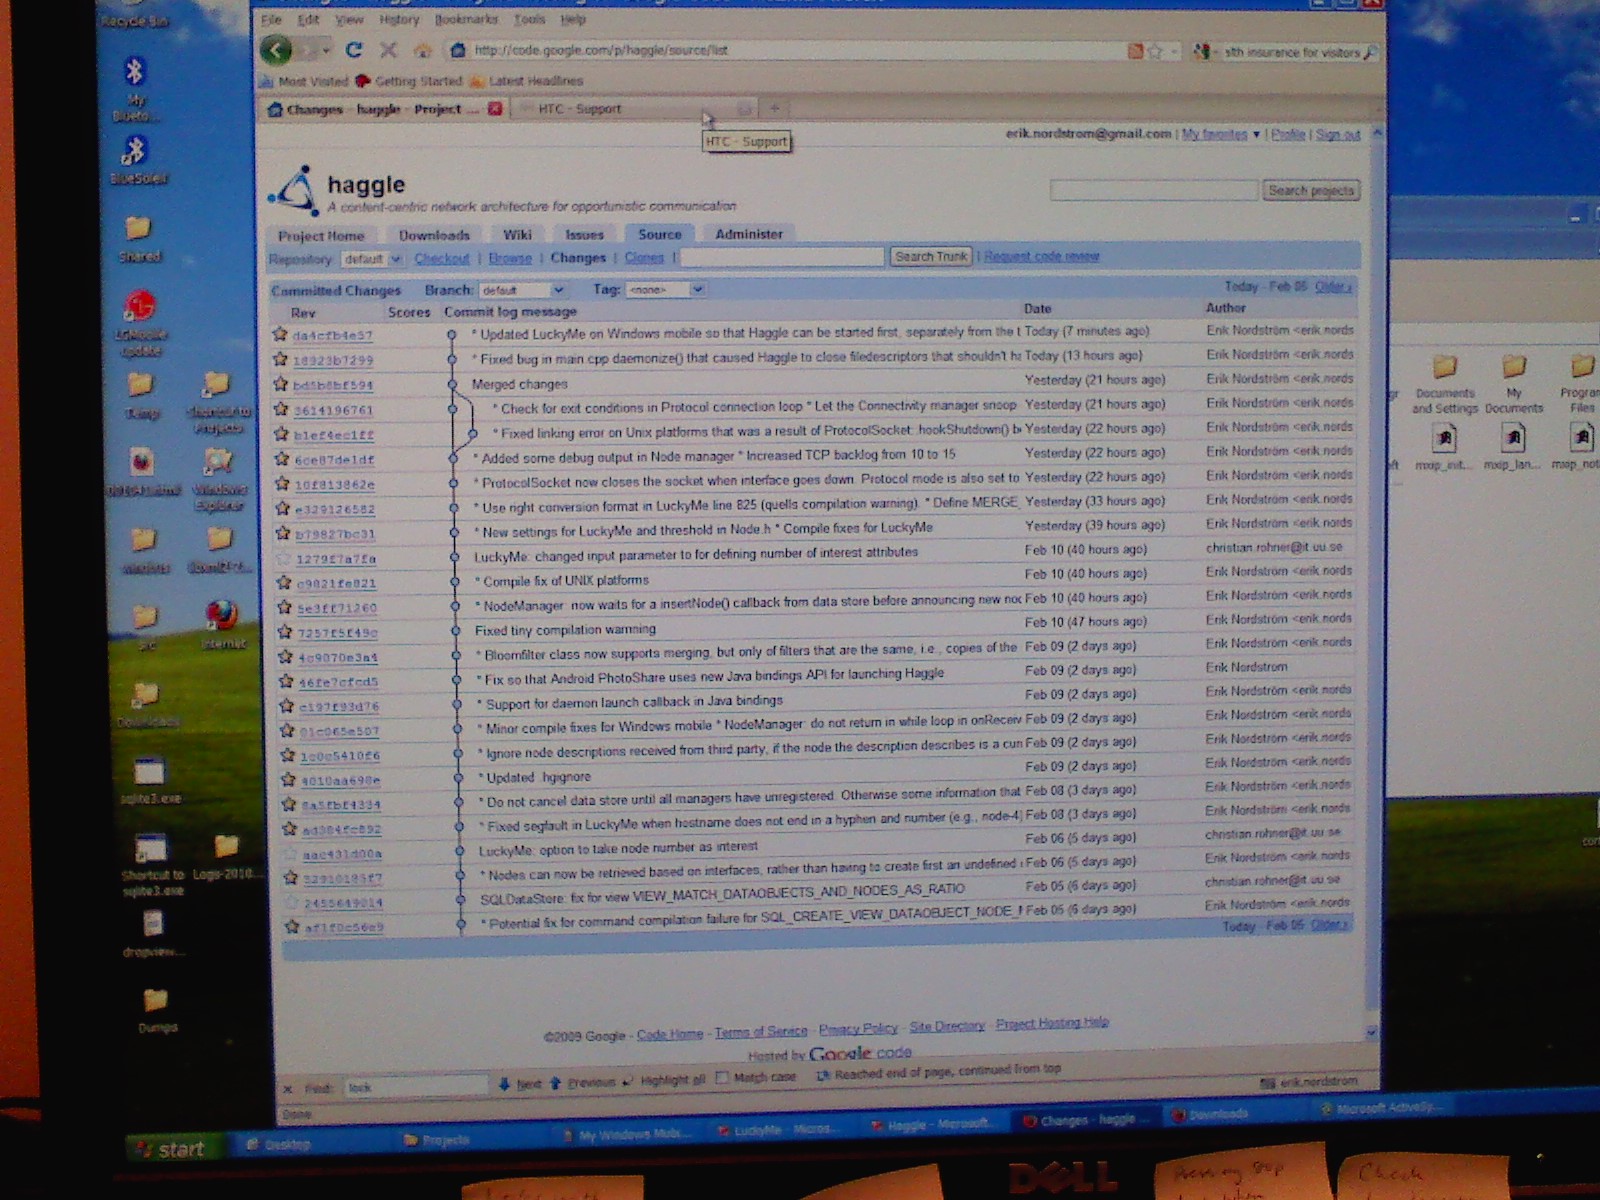 Recycle Bin
File Edit View History Bookmarks Tools Help
http://code.google.com/p/haggle/source/list
alth insurance for visitors
Most Visited Getting Started Latest Headlines
Changes - haggle - Project ... HTC - Support
HTC - Support
erik.nordstrom@gmail.com | My favorites ▼ | Profile | Sign out
haggle
A content-centric network architecture for opportunistic communication
Search projects
Project Home Downloads Wiki Issues Source Administer
Repository: default Checkout | Browse | Changes | Clones | Search Trunk | Request code review
Committed Changes Branch: default Tag: <none> Today - Feb 05 Older ›
Rev Scores Commit log message Date Author
da4cfb4e57 * Updated LuckyMe on Windows mobile so that Haggle can be started first, separately from the t Today (7 minutes ago) Erik Nordström <erik.nords
18923b7299 * Fixed bug in main.cpp daemonize() that caused Haggle to close filedescriptors that shouldn't ha Today (13 hours ago) Erik Nordström <erik.nords
Merged changes Yesterday (21 hours ago) Erik Nordström <erik.nords
3614196761 * Check for exit conditions in Protocol connection loop * Let the Connectivity manager snoop Yesterday (21 hours ago) Erik Nordström <erik.nords
b1ef4ec1ff * Fixed linking error on Unix platforms that was a result of ProtocolSocket::hookShutdown() be Yesterday (22 hours ago) Erik Nordström <erik.nords
6ce87de1df * Added some debug output in Node manager * Increased TCP backlog from 10 to 15 Yesterday (22 hours ago) Erik Nordström <erik.nords
10f813862e * ProtocolSocket now closes the socket when interface goes down. Protocol mode is also set to Yesterday (22 hours ago) Erik Nordström <erik.nords
e329126582 * Use right conversion format in LuckyMe line 825 (quells compilation warning). * Define MERGE_ Yesterday (33 hours ago) Erik Nordström <erik.nords
b79827bc31 * New settings for LuckyMe and threshold in Node.h * Compile fixes for LuckyMe Yesterday (39 hours ago) Erik Nordström <erik.nords
1279f7a7fa LuckyMe: changed input parameter to for defining number of interest attributes Feb 10 (40 hours ago) christian.rohner@it.uu.se
c9821fe821 * Compile fix of UNIX platforms Feb 10 (40 hours ago) Erik Nordström <erik.nords
5e3ff71260 * NodeManager now waits for a insertNode() callback from data store before announcing new noc Feb 10 (40 hours ago) Erik Nordström <erik.nords
7257f5f49c Fixed tiny compilation warnning Feb 10 (47 hours ago) Erik Nordström <erik.nords
4c9070e3a4 * Bloomfilter class now supports merging, but only of filters that are the same, i.e., copies of the Feb 09 (2 days ago) Erik Nordström <erik.nords
46fe7cfcd5 * Fix so that Android PhotoShare uses new Java bindings API for launching Haggle Feb 09 (2 days ago) Erik Nordstrom
c197f93d76 * Support for daemon launch callback in Java bindings Feb 09 (2 days ago) Erik Nordström <erik.nords
01c065e507 * Minor compile fixes for Windows mobile * NodeManager: do not return in while loop in onReceiv Feb 09 (2 days ago) Erik Nordström <erik.nords
1c0c5410f6 * Ignore node descriptions received from third party, if the node the description describes is a curr Feb 09 (2 days ago) Erik Nordström <erik.nords
4010aa698e * Updated .hgignore Feb 09 (2 days ago) Erik Nordström <erik.nords
8a5fbf4334 * Do not cancel data store until all managers have unregistered. Otherwise some information that Feb 08 (3 days ago) Erik Nordström <erik.nords
ad304fc892 * Fixed segfault in LuckyMe when hostname does not end in a hyphen and number (e.g., node-4) Feb 08 (3 days ago) Erik Nordström <erik.nords
aac431d00a LuckyMe: option to take node number as interest Feb 06 (5 days ago) christian.rohner@it.uu.se
* Nodes can now be retrieved based on interfaces, rather than having to create first an undefined Feb 06 (5 days ago) Erik Nordström <erik.nords
2455649014 SQLDataStore: fix for view VIEW_MATCH_DATAOBJECTS_AND_NODES_AS_RATIO Feb 05 (6 days ago) christian.rohner@it.uu.se
af1f0c56e9 * Potential fix for command compilation failure for SQL_CREATE_VIEW_DATAOBJECT_NODE_ Feb 05 (6 days ago) Erik Nordström <erik.nords
Today - Feb 05 Older ›
©2009 Google - Code Home - Terms of Service - Privacy Policy - Site Directory - Project Hosting Help
Hosted by Google code
Find: lock Next Previous Highlight all Match case Reached end of page, continued from top
erik.nordstrom
Done
start Desktop Projects My Windows Mobi... LuckyMe - Micros... Haggle - Microsoft... Changes - haggle ... Downloads Microsoft ActiveSy...
My
Blueto...
BlueSoleil
Shared
LGMobile
update
Temp
Shortcut to
Projects
Windows
Explorer
windows
src
Internet
Downloads
sqlite3.exe
Shortcut to
sqlite3.exe
Logs-2010...
dropview...
Dumps
Documents
and Settings
My
Documents
Program
Files
mxip_init...
mxip_lan...
mxip_not
DELL
Check